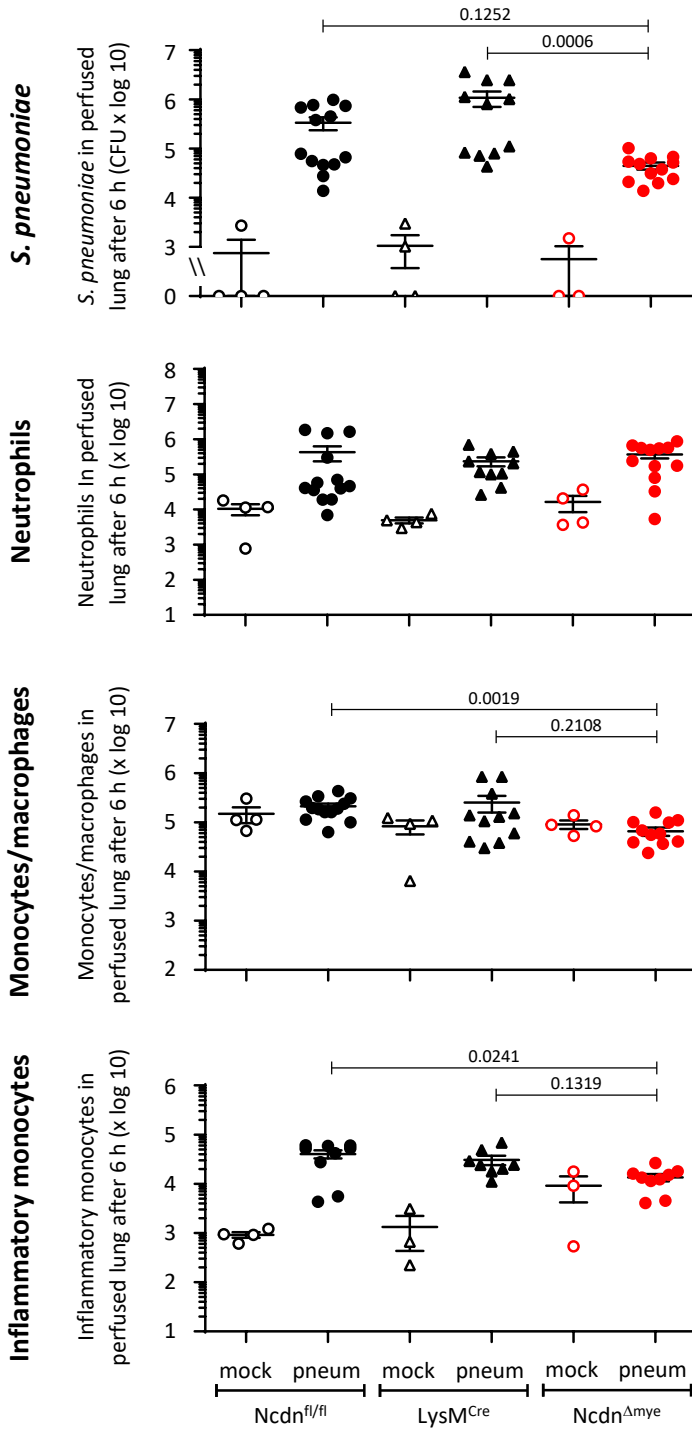 0.1252
0.0006
S. pneumoniae
S. pneumoniae in perfused
lung after 6 h (CFU x log 10)
7
6
5
4
3
0
Neutrophils
Neutrophils In perfused
lung after 6 h (x log 10)
8
7
6
5
4
3
2
1
0.0019
0.2108
Monocytes/macrophages
Monocytes/macrophages in
perfused lung after 6 h (x log 10)
7
6
5
4
3
2
0.0241
0.1319
Inflammatory monocytes
Inflammatory monocytes in
perfused lung after 6 h (x log 10)
6
5
4
3
2
1
mock pneum mock pneum mock pneum
Ncdn^fl/fl LysM^Cre Ncdn^Δmye